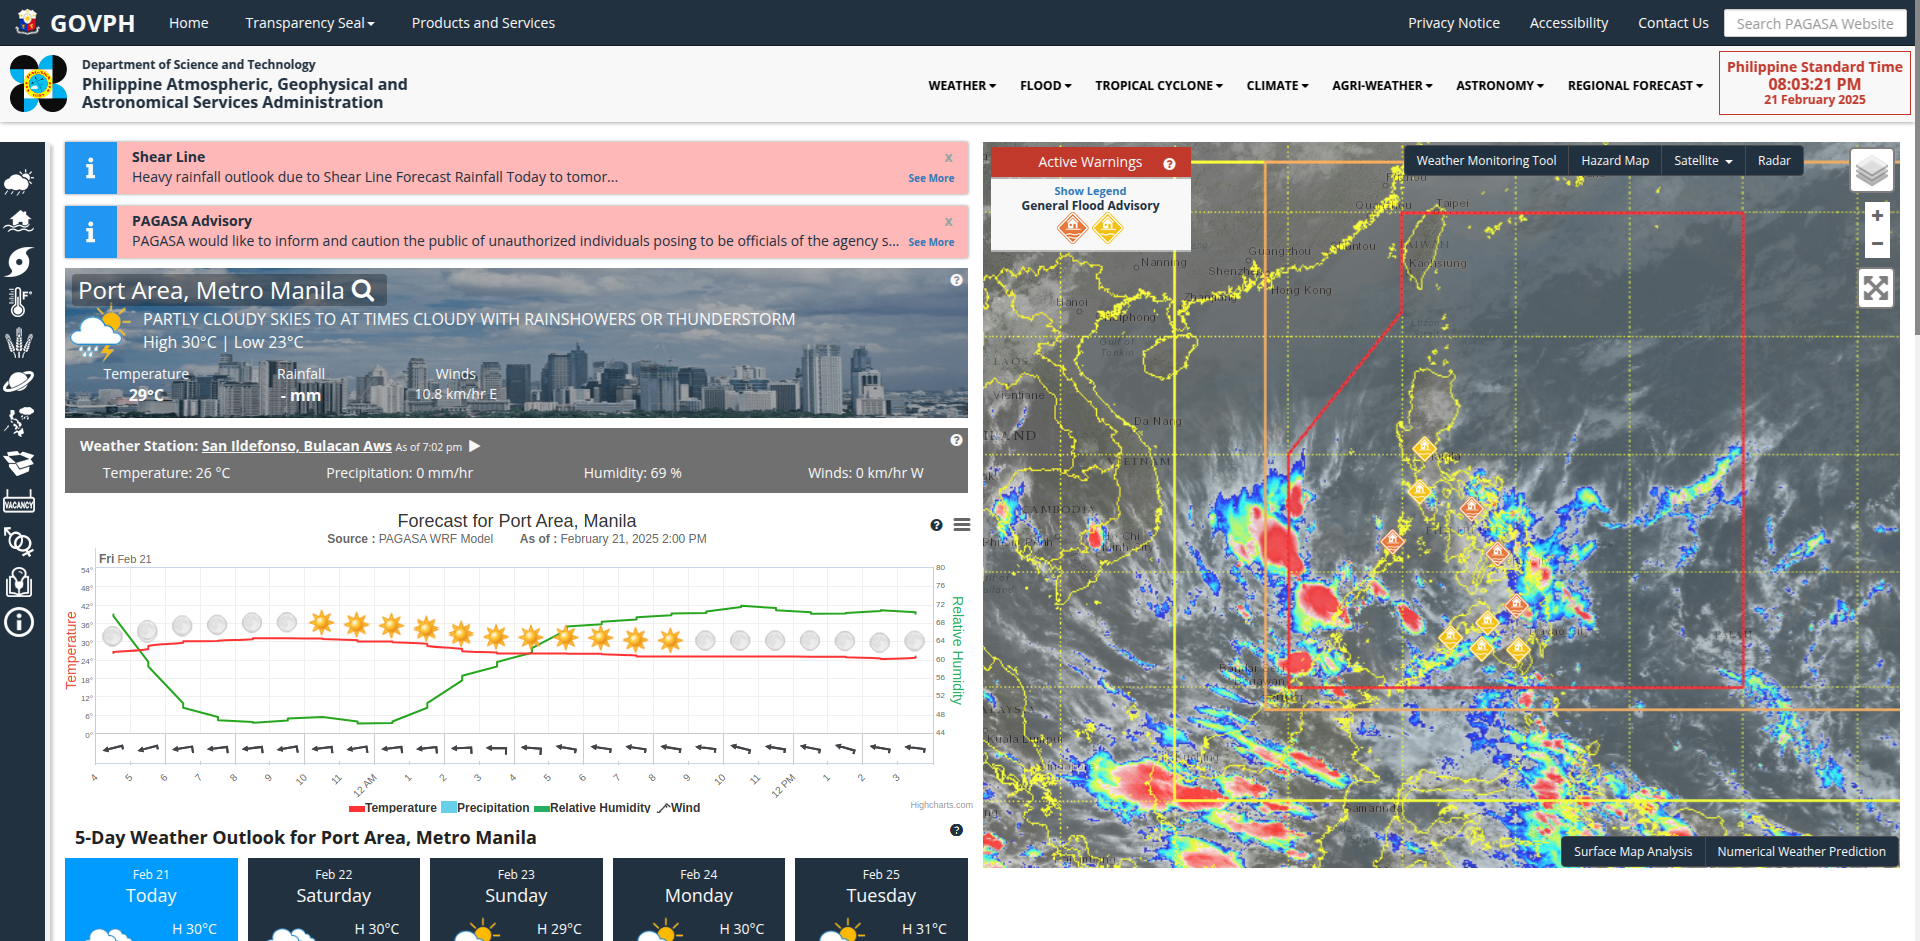 GOVPH
Home
Transparency Seal
Products and Services
Privacy Notice
Accessibility
Contact Us
Search PAGASA Website
Department of Science and Technology
Philippine Atmospheric, Geophysical and
Astronomical Services Administration
WEATHER
FLOOD
TROPICAL CYCLONE
CLIMATE
AGRI-WEATHER
ASTRONOMY
REGIONAL FORECAST
Philippine Standard Time
08:03:21 PM
21 February 2025
Shear Line
x
Heavy rainfall outlook due to Shear Line Forecast Rainfall Today to tomor...
See More
PAGASA Advisory
x
PAGASA would like to inform and caution the public of unauthorized individuals posing to be officials of the agency s...
See More
Port Area, Metro Manila
PARTLY CLOUDY SKIES TO AT TIMES CLOUDY WITH RAINSHOWERS OR THUNDERSTORM
High 30°C | Low 23°C
Temperature
29°C
Rainfall
- mm
Winds
10.8 km/hr E
Weather Station: San Ildefonso, Bulacan Aws As of 7:02 pm
Temperature: 26 °C
Precipitation: 0 mm/hr
Humidity: 69 %
Winds: 0 km/hr W
Forecast for Port Area, Manila
Source : PAGASA WRF Model As of : February 21, 2025 2:00 PM
Fri Feb 21
Temperature
54°
48°
42°
36°
30°
24°
18°
12°
6°
0°
80
76
72
68
64
60
56
52
48
44
Relative Humidity
4 5 6 7 8 9 10 11 12 AM 1 2 3 4 5 6 7 8 9 10 11 12 PM 1 2 3
Temperature Precipitation Relative Humidity Wind
Highcharts.com
5-Day Weather Outlook for Port Area, Metro Manila
Feb 21
Today
H 30°C
Feb 22
Saturday
H 30°C
Feb 23
Sunday
H 29°C
Feb 24
Monday
H 30°C
Feb 25
Tuesday
H 31°C
VACANCY
Active Warnings
Show Legend
General Flood Advisory
Weather Monitoring Tool
Hazard Map
Satellite
Radar
+
−
Taipei
Guangzhou
Nanning
Shenzhen
Kaohsiung
Hong Kong
Hanoi
Gulf of
Tonkin
LAOS
Vientiane
Da Nang
VIETNAM
CAMBODIA
Kuala Lumpur
Kuching
Samarinda
Surface Map Analysis
Numerical Weather Prediction